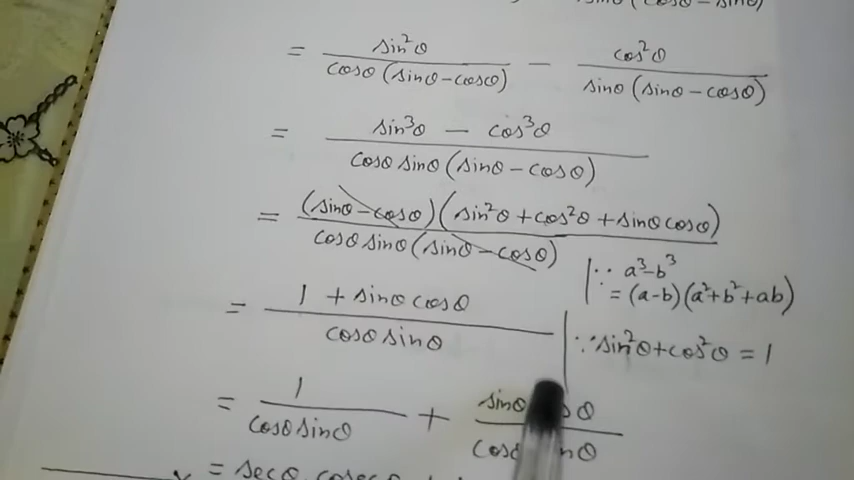 = sin²θ / cosθ (sinθ - cosθ) - cos²θ / sinθ (sinθ - cosθ)
= sin³θ - cos³θ / cosθ sinθ (sinθ - cosθ)
= (sinθ - cosθ) (sin²θ + cos²θ + sinθ cosθ) / cosθ sinθ (sinθ - cosθ)
∵ a³-b³
= (a-b) (a²+b²+ab)
= 1 + sinθ cosθ / cosθ sinθ
∵ sin²θ + cos²θ = 1
= 1 / cosθ sinθ + sinθ θ / θ
= secθ